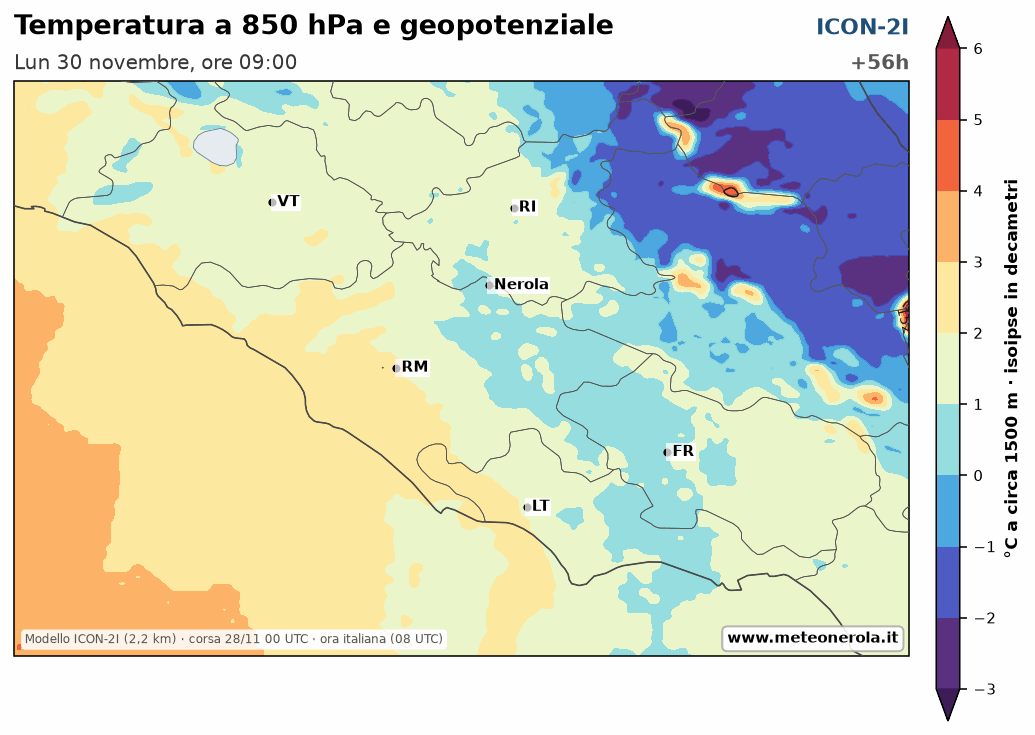 Temperatura a 850 hPa e geopotenziale
ICON-2I
Lun 30 novembre, ore 09:00
+56h
VT
RI
Nerola
RM
FR
LT
Modello ICON-2I (2,2 km) · corsa 28/11 00 UTC · ora italiana (08 UTC)
www.meteonerola.it
6
5
4
3
2
1
0
−1
−2
−3
°C a circa 1500 m · isoipse in decametri